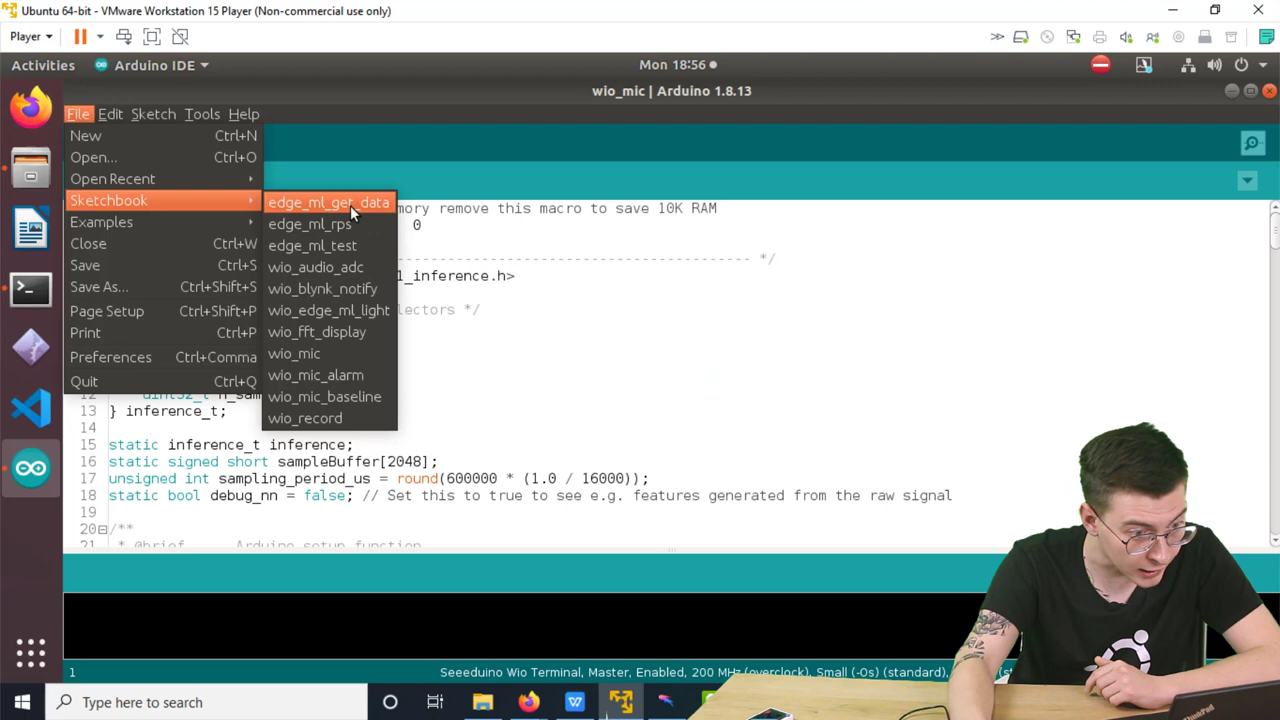 Ubuntu 64-bit - VMware Workstation 15 Player (Non-commercial use only)
Player
Activities
Arduino IDE
Mon 18:56
wio_mic | Arduino 1.8.13
File Edit Sketch Tools Help
New Ctrl+N
Open... Ctrl+O
Open Recent
Sketchbook
Examples
Close Ctrl+W
Save Ctrl+S
Save As... Ctrl+Shift+S
Page Setup Ctrl+Shift+P
Print Ctrl+P
Preferences Ctrl+Comma
Quit Ctrl+Q
edge_ml_get_data
edge_ml_rps
edge_ml_test
wio_audio_adc
wio_blynk_notify
wio_edge_ml_light
wio_fft_display
wio_mic
wio_mic_alarm
wio_mic_baseline
wio_record
mory remove this macro to save 10K RAM
0
------------------------------------------ */
_inference.h>
lectors */
12
13 } inference_t;
14
15 static inference_t inference;
16 static signed short sampleBuffer[2048];
17 unsigned int sampling_period_us = round(600000 * (1.0 / 16000));
18 static bool debug_nn = false; // Set this to true to see e.g. features generated from the raw signal
19
20 /**
21 * @brief Arduino setup function
1
Seeeduino Wio Terminal, Master, Enabled, 200 MHz (overclock), Small (-Os) (standard),
Type here to search
ThinkPad